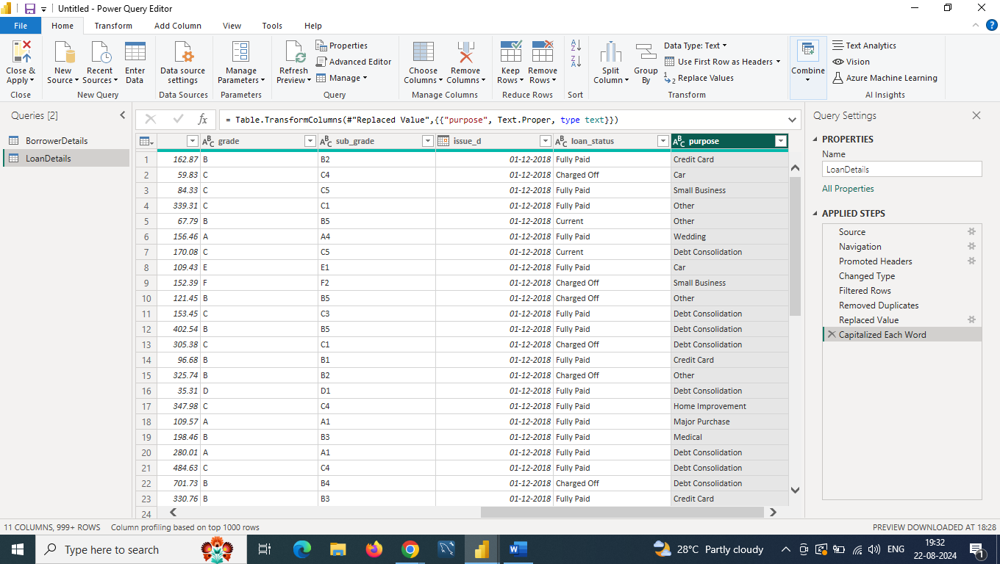 Untitled - Power Query Editor
File Home Transform Add Column View Tools Help
Close & Apply
New Source
Recent Sources
Enter Data
Data source settings
Manage Parameters
Refresh Preview
Properties
Advanced Editor
Manage
Choose Columns
Remove Columns
Keep Rows
Remove Rows
Split Column
Group By
Data Type: Text
Use First Row as Headers
Replace Values
Combine
Text Analytics
Vision
Azure Machine Learning
Close New Query Data Sources Parameters Query Manage Columns Reduce Rows Sort Transform AI Insights
Queries [2]
BorrowerDetails
LoanDetails
fx = Table.TransformColumns(#"Replaced Value",{{"purpose", Text.Proper, type text}})
grade sub_grade issue_d loan_status purpose
1 162.87 B B2 01-12-2018 Fully Paid Credit Card
2 59.83 C C4 01-12-2018 Charged Off Car
3 84.33 C C5 01-12-2018 Fully Paid Small Business
4 339.31 C C1 01-12-2018 Fully Paid Other
5 67.79 B B5 01-12-2018 Current Other
6 156.46 A A4 01-12-2018 Fully Paid Wedding
7 170.08 C C5 01-12-2018 Current Debt Consolidation
8 109.43 E E1 01-12-2018 Fully Paid Car
9 152.39 F F2 01-12-2018 Charged Off Small Business
10 121.45 B B5 01-12-2018 Charged Off Other
11 153.45 C C3 01-12-2018 Fully Paid Debt Consolidation
12 402.54 B B5 01-12-2018 Fully Paid Debt Consolidation
13 305.38 C C1 01-12-2018 Charged Off Debt Consolidation
14 96.68 B B1 01-12-2018 Fully Paid Credit Card
15 325.74 B B2 01-12-2018 Charged Off Other
16 35.31 D D1 01-12-2018 Fully Paid Debt Consolidation
17 347.98 C C4 01-12-2018 Fully Paid Home Improvement
18 109.57 A A1 01-12-2018 Fully Paid Major Purchase
19 198.46 B B3 01-12-2018 Fully Paid Medical
20 280.01 A A1 01-12-2018 Fully Paid Debt Consolidation
21 484.63 C C4 01-12-2018 Fully Paid Debt Consolidation
22 701.73 B B4 01-12-2018 Charged Off Debt Consolidation
23 330.76 B B3 01-12-2018 Fully Paid Credit Card
24
Query Settings
PROPERTIES
Name
LoanDetails
All Properties
APPLIED STEPS
Source
Navigation
Promoted Headers
Changed Type
Filtered Rows
Removed Duplicates
Replaced Value
Capitalized Each Word
11 COLUMNS, 999+ ROWS Column profiling based on top 1000 rows PREVIEW DOWNLOADED AT 18:28
Type here to search 28°C Partly cloudy ENG 19:32
22-08-2024 1